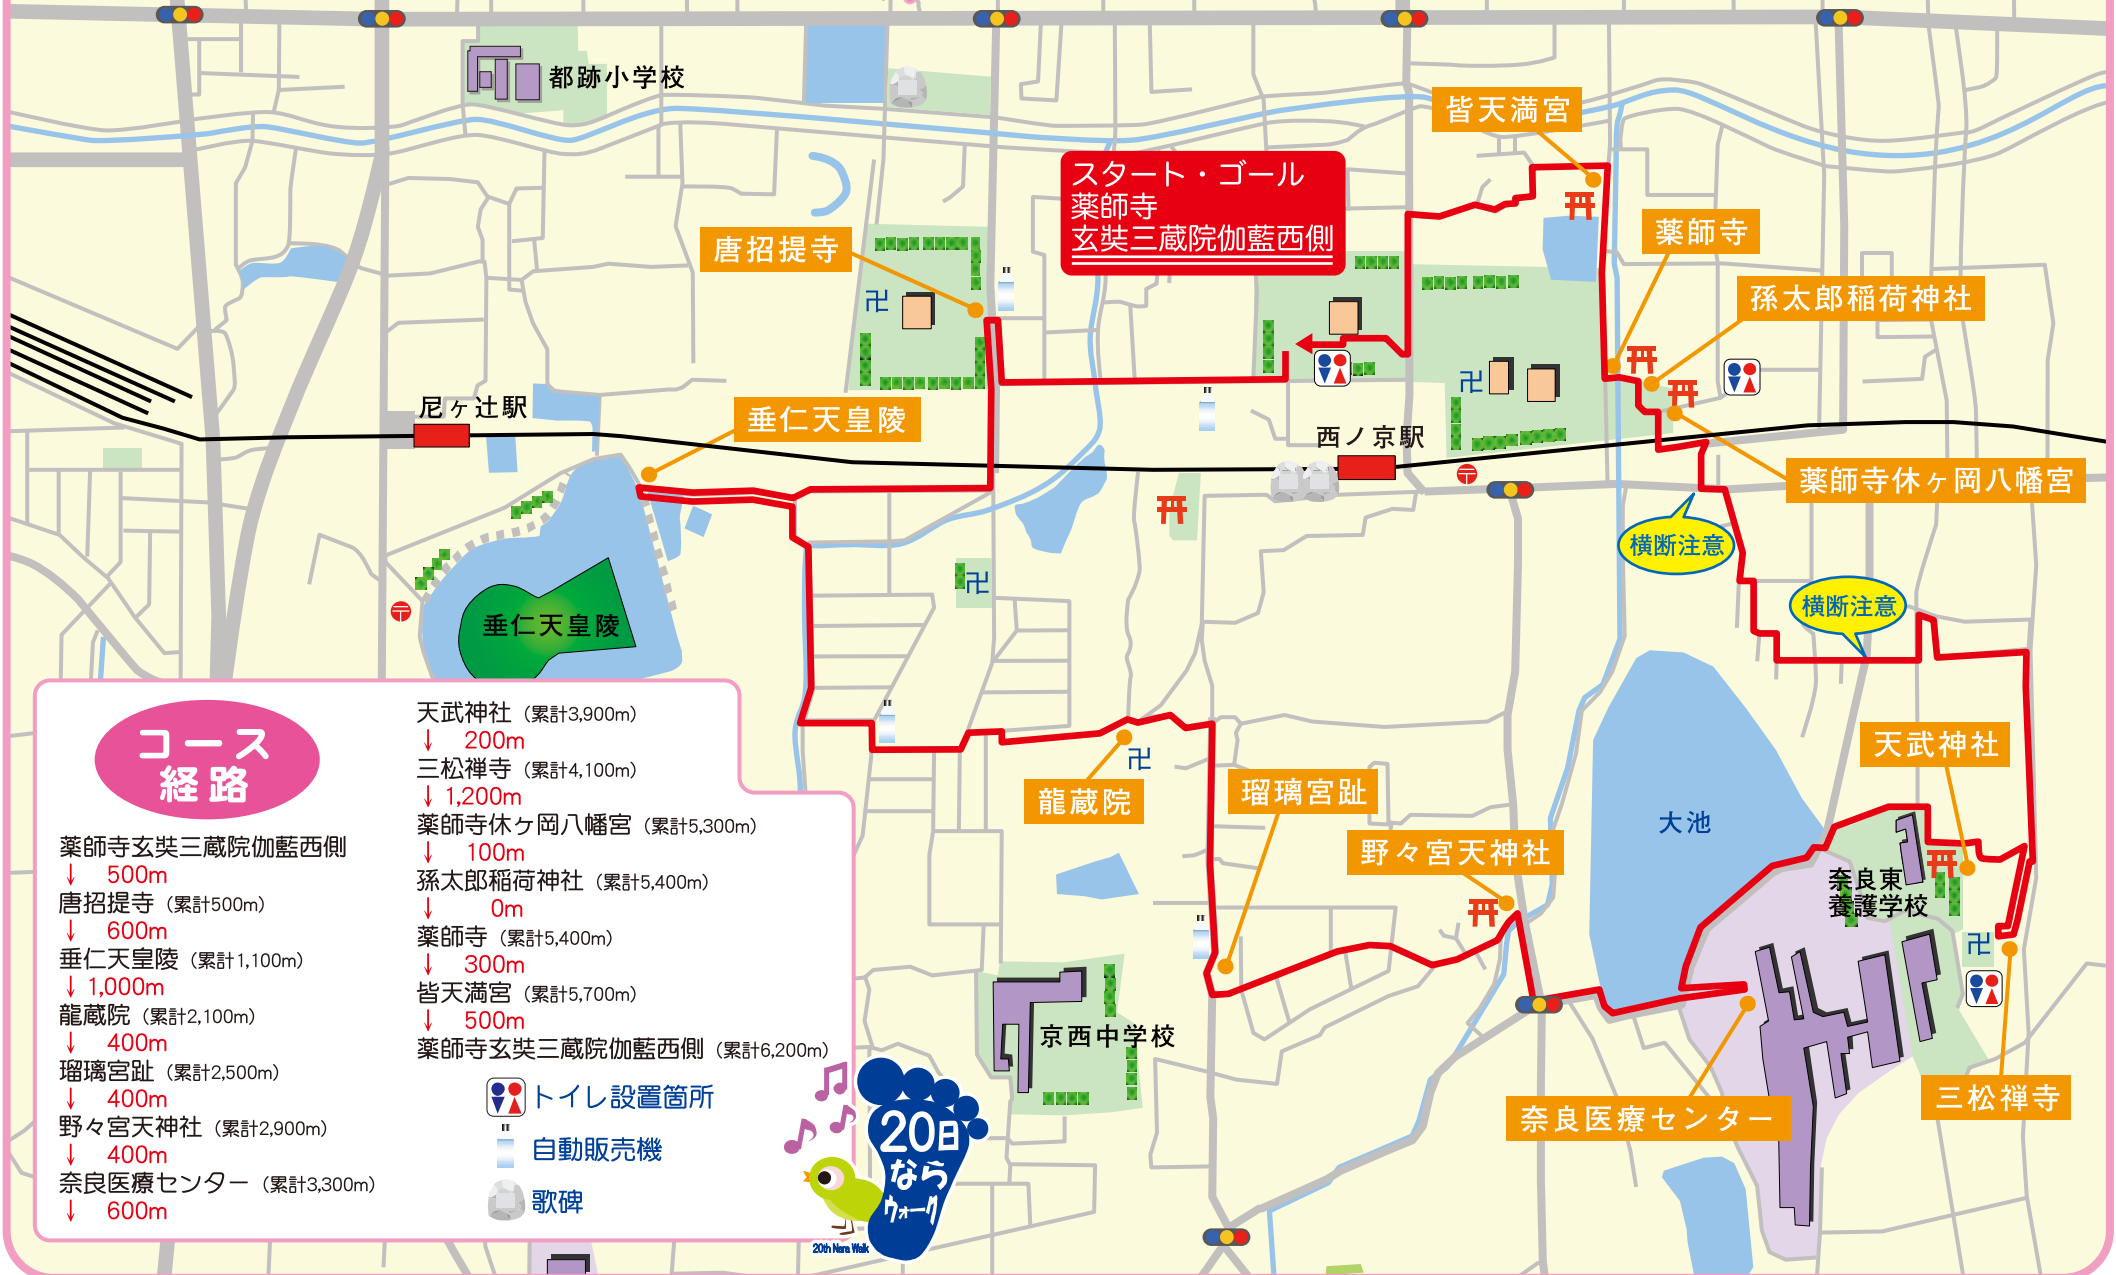 都跡小学校
皆天満宮
スタート・ゴール
薬師寺
玄奘三蔵院伽藍西側
薬師寺
唐招提寺
孫太郎稲荷神社
尼ヶ辻駅
垂仁天皇陵
西ノ京駅
薬師寺休ヶ岡八幡宮
横断注意
横断注意
垂仁天皇陵
天武神社
龍蔵院
瑠璃宮趾
大池
野々宮天神社
奈良東
養護学校
京西中学校
三松禅寺
奈良医療センター
コース
経路
薬師寺玄奘三蔵院伽藍西側
↓ 500m
唐招提寺（累計500m）
↓ 600m
垂仁天皇陵（累計1,100m）
↓ 1,000m
龍蔵院（累計2,100m）
↓ 400m
瑠璃宮趾（累計2,500m）
↓ 400m
野々宮天神社（累計2,900m）
↓ 400m
奈良医療センター（累計3,300m）
↓ 600m
天武神社（累計3,900m）
↓ 200m
三松禅寺（累計4,100m）
↓ 1,200m
薬師寺休ヶ岡八幡宮（累計5,300m）
↓ 100m
孫太郎稲荷神社（累計5,400m）
↓ 0m
薬師寺（累計5,400m）
↓ 300m
皆天満宮（累計5,700m）
↓ 500m
薬師寺玄奘三蔵院伽藍西側（累計6,200m）
トイレ設置箇所
自動販売機
歌碑
20日
なら
ウォーク
20th Nara Walk